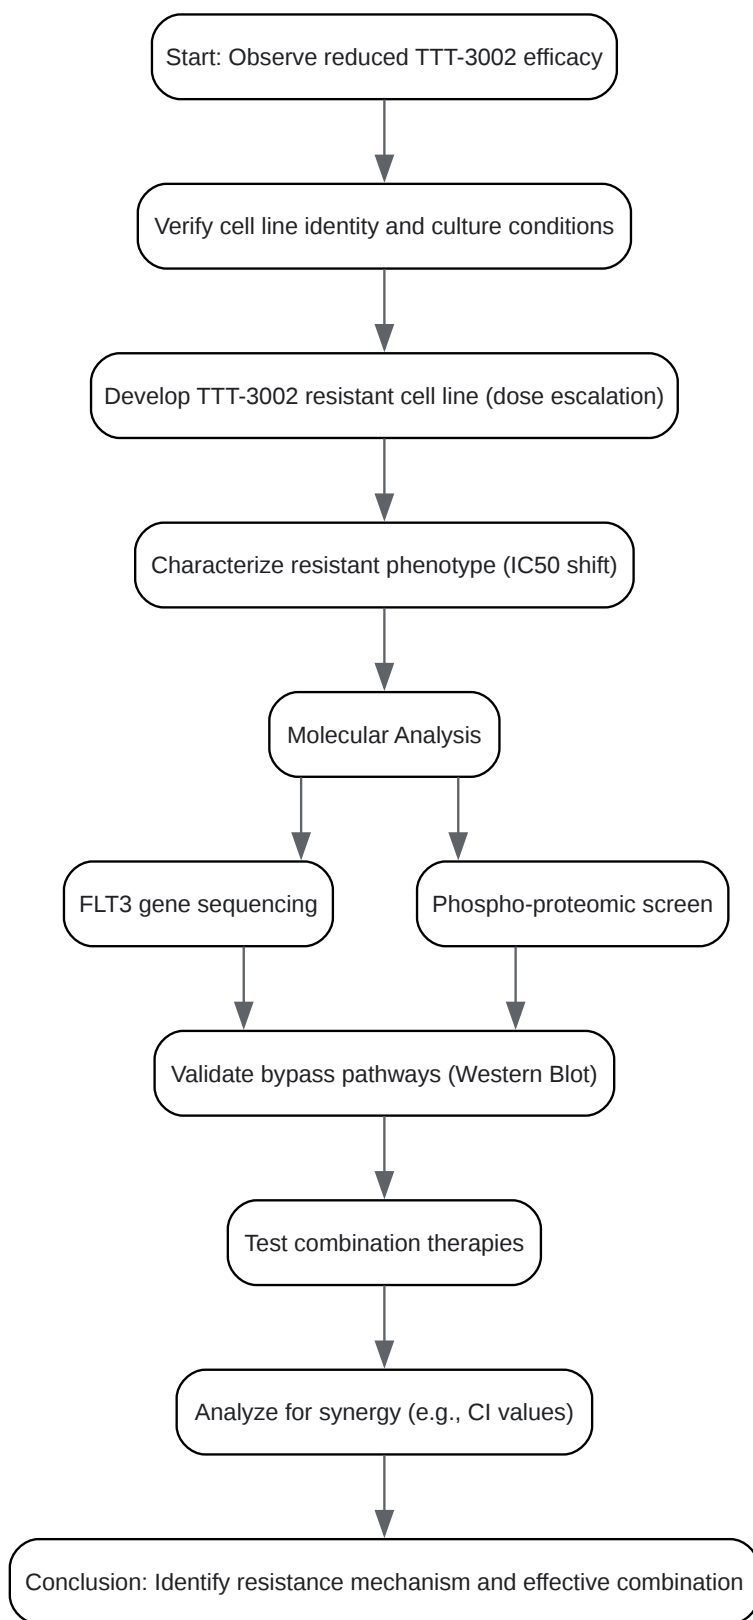 Start: Observe reduced TTT-3002 efficacy
Verify cell line identity and culture conditions
Develop TTT-3002 resistant cell line (dose escalation)
Characterize resistant phenotype (IC50 shift)
Molecular Analysis
FLT3 gene sequencing
Phospho-proteomic screen
Validate bypass pathways (Western Blot)
Test combination therapies
Analyze for synergy (e.g., CI values)
Conclusion: Identify resistance mechanism and effective combination